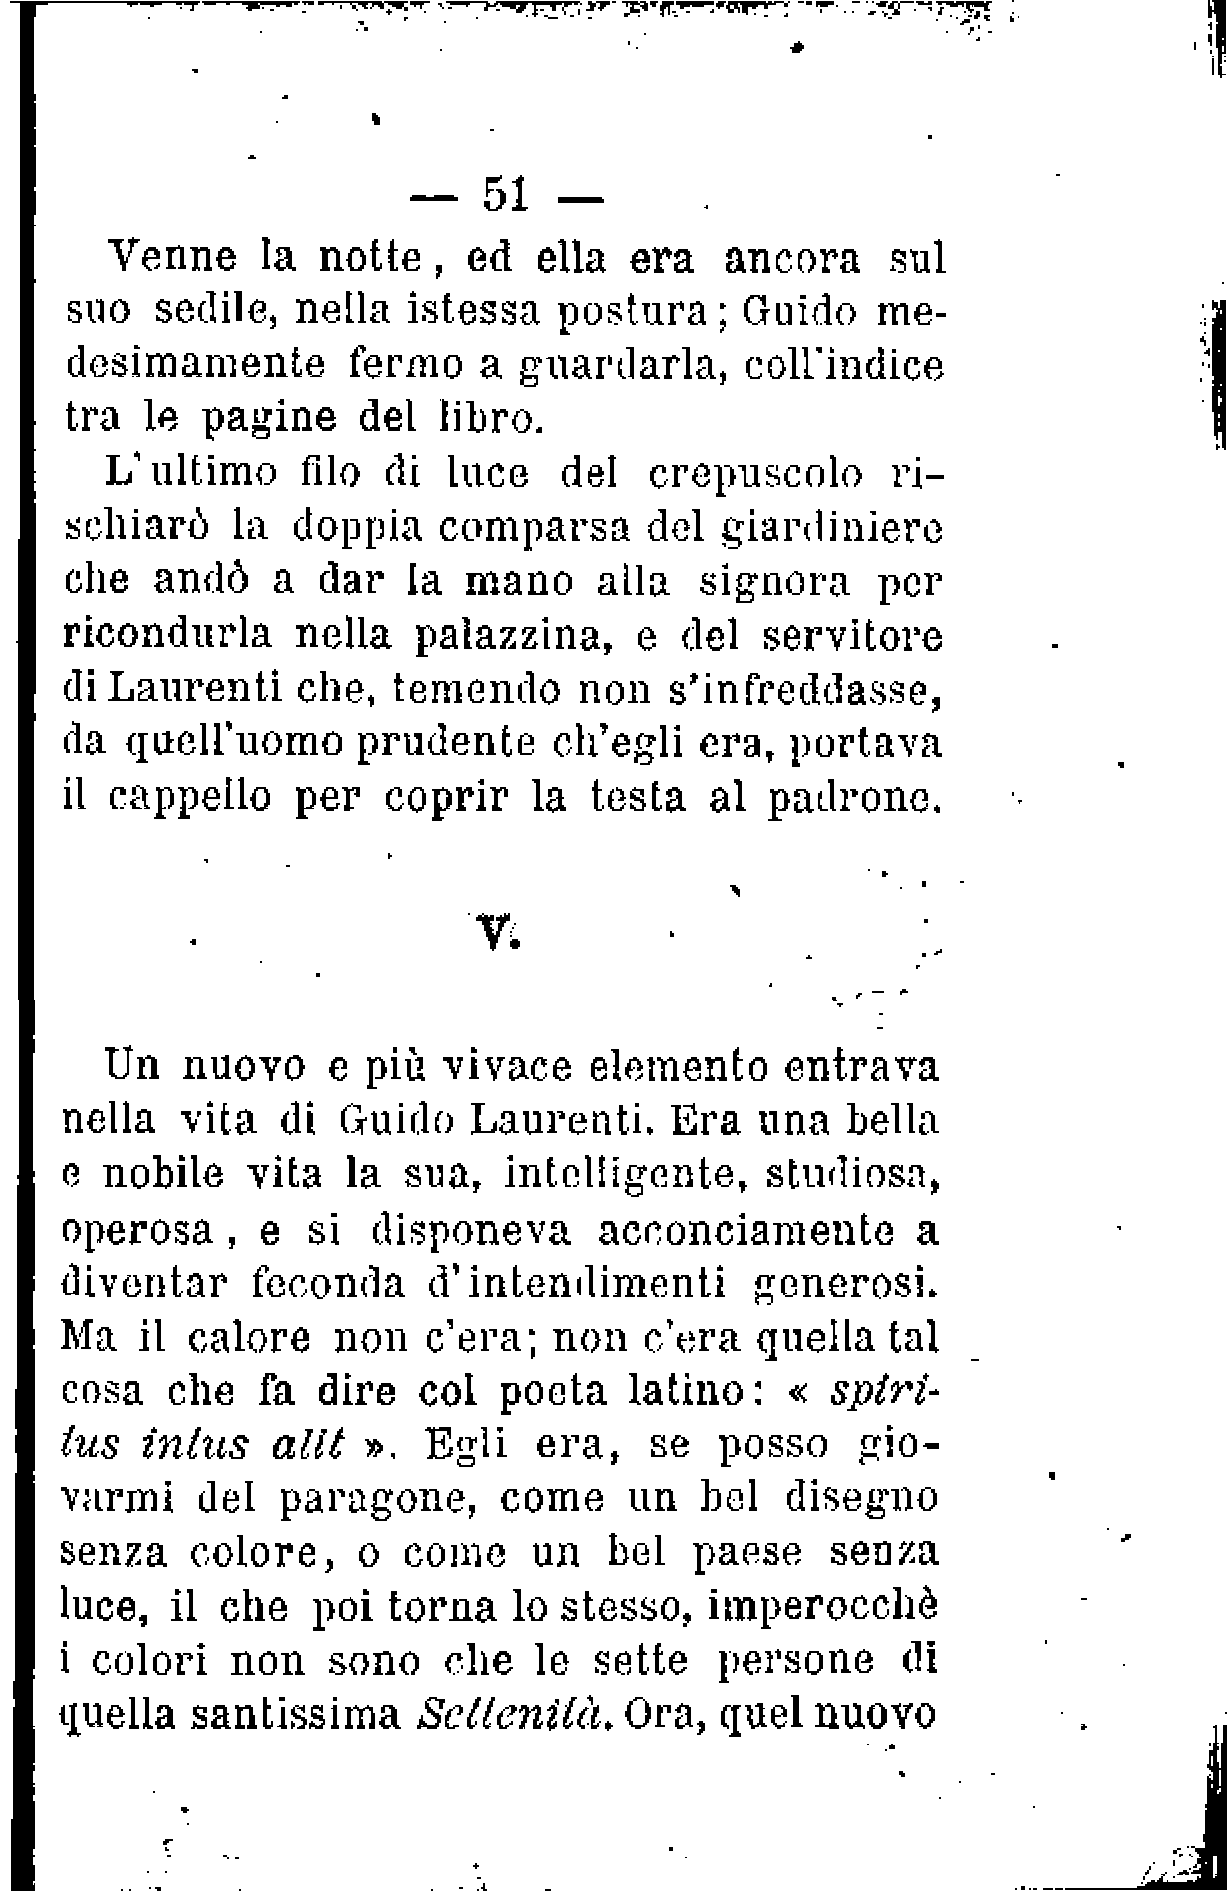 — 51 —
Venne la notte, ed ella era ancora sul
suo sedile, nella istessa postura; Guido me-
desimamente fermo a guardarla, coll'indice
tra le pagine del libro.
L'ultimo filo di luce del crepuscolo ri-
schiarò la doppia comparsa del giardiniere
che andò a dar la mano alla signora per
ricondurla nella palazzina, e del servitore
di Laurenti che, temendo non s'infreddasse,
da quell'uomo prudente ch'egli era, portava
il cappello per coprir la testa al padrone.
V.
Un nuovo e più vivace elemento entrava
nella vita di Guido Laurenti. Era una bella
e nobile vita la sua, intelligente, studiosa,
operosa, e si disponeva acconciamente a
diventar feconda d'intendimenti generosi.
Ma il calore non c'era; non c'era quella tal
cosa che fa dire col poeta latino: « spiri-
tus intus alit ». Egli era, se posso gio-
varmi del paragone, come un bel disegno
senza colore, o come un bel paese senza
luce, il che poi torna lo stesso, imperocchè
i colori non sono che le sette persone di
quella santissima Settenità. Ora, quel nuovo